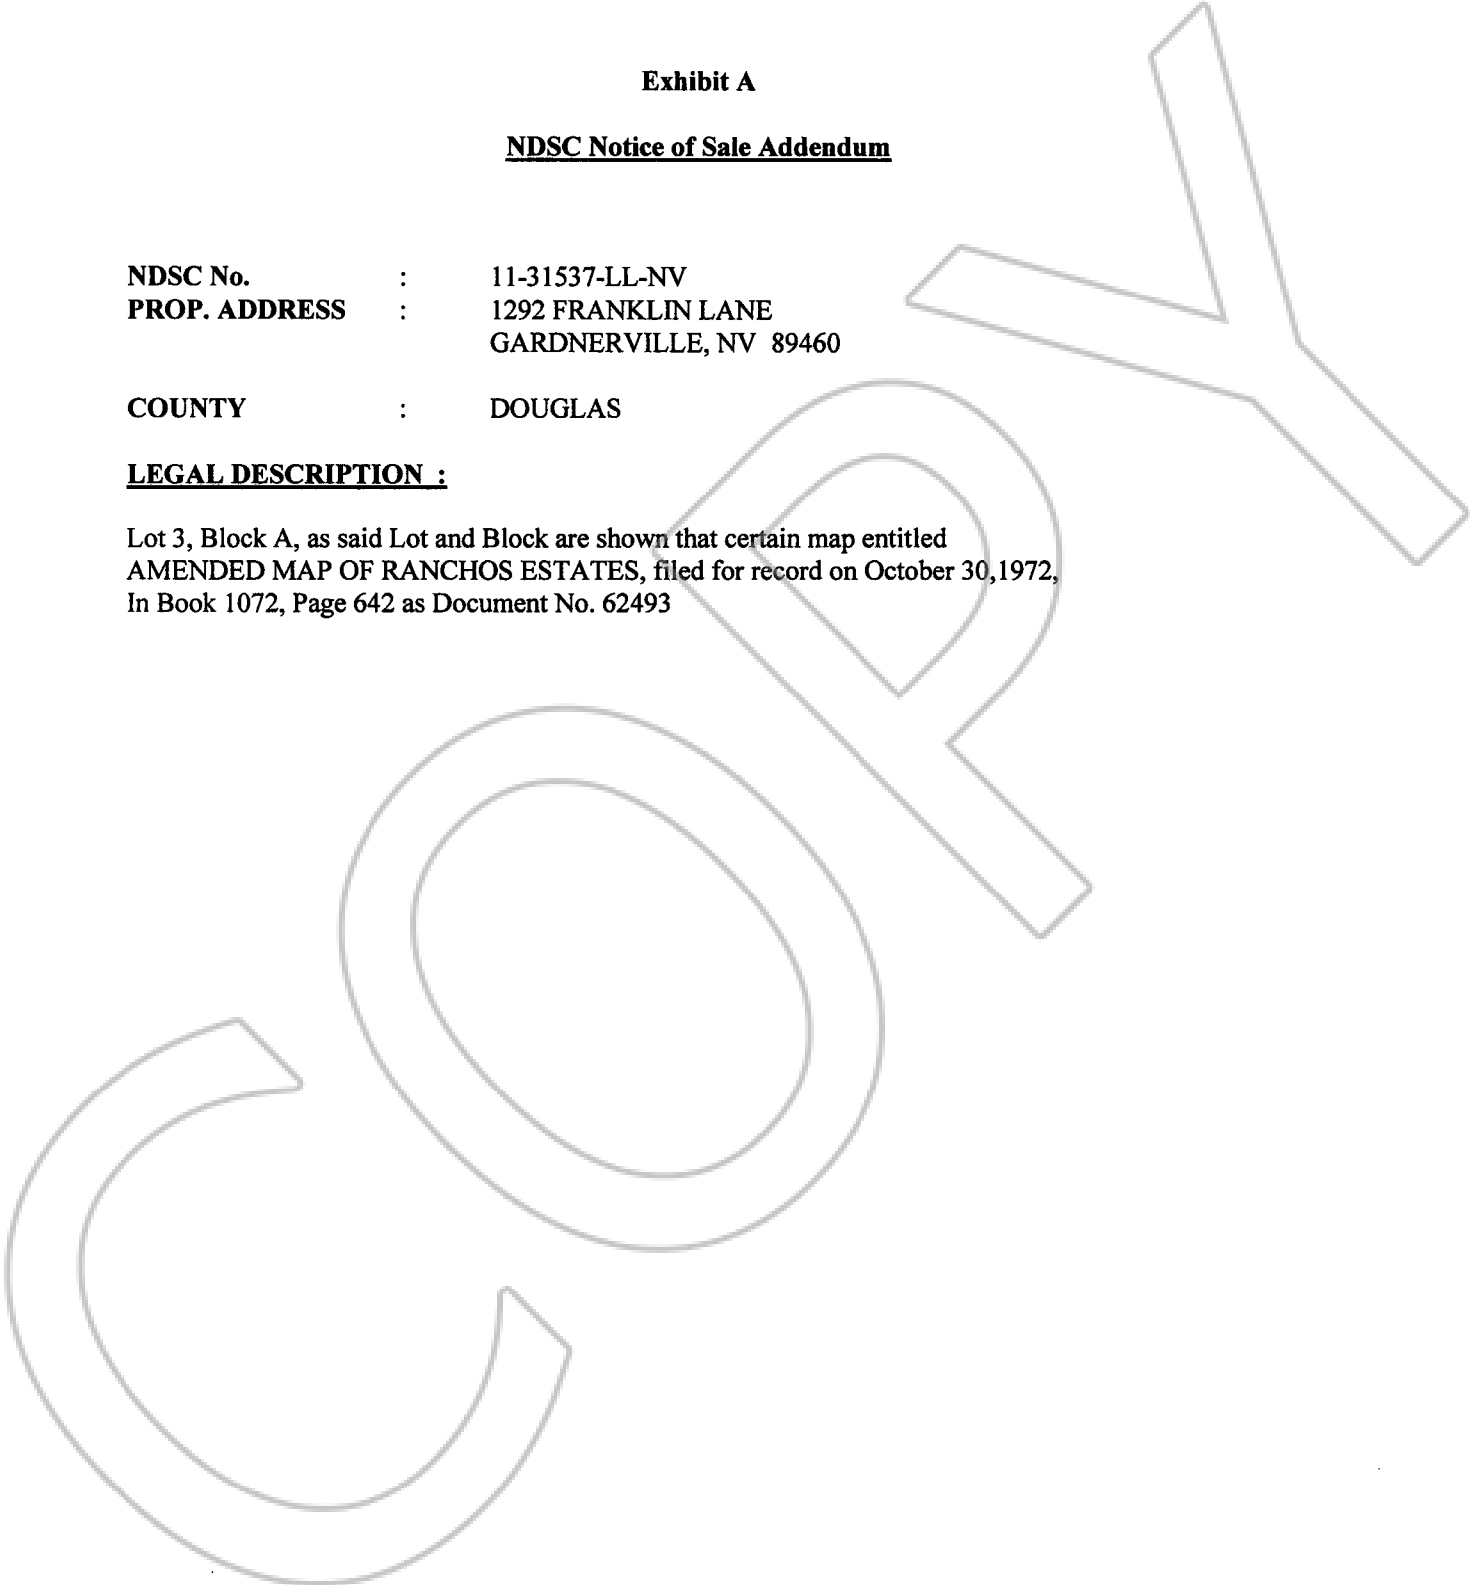 Exhibit A
NDSC Notice of Sale Addendum
NDSC No. : 11-31537-LL-NV
PROP. ADDRESS : 1292 FRANKLIN LANE
GARDNERVILLE, NV 89460
COUNTY : DOUGLAS
LEGAL DESCRIPTION :
Lot 3, Block A, as said Lot and Block are shown that certain map entitled
AMENDED MAP OF RANCHOS ESTATES, filed for record on October 30,1972,
In Book 1072, Page 642 as Document No. 62493
COPY